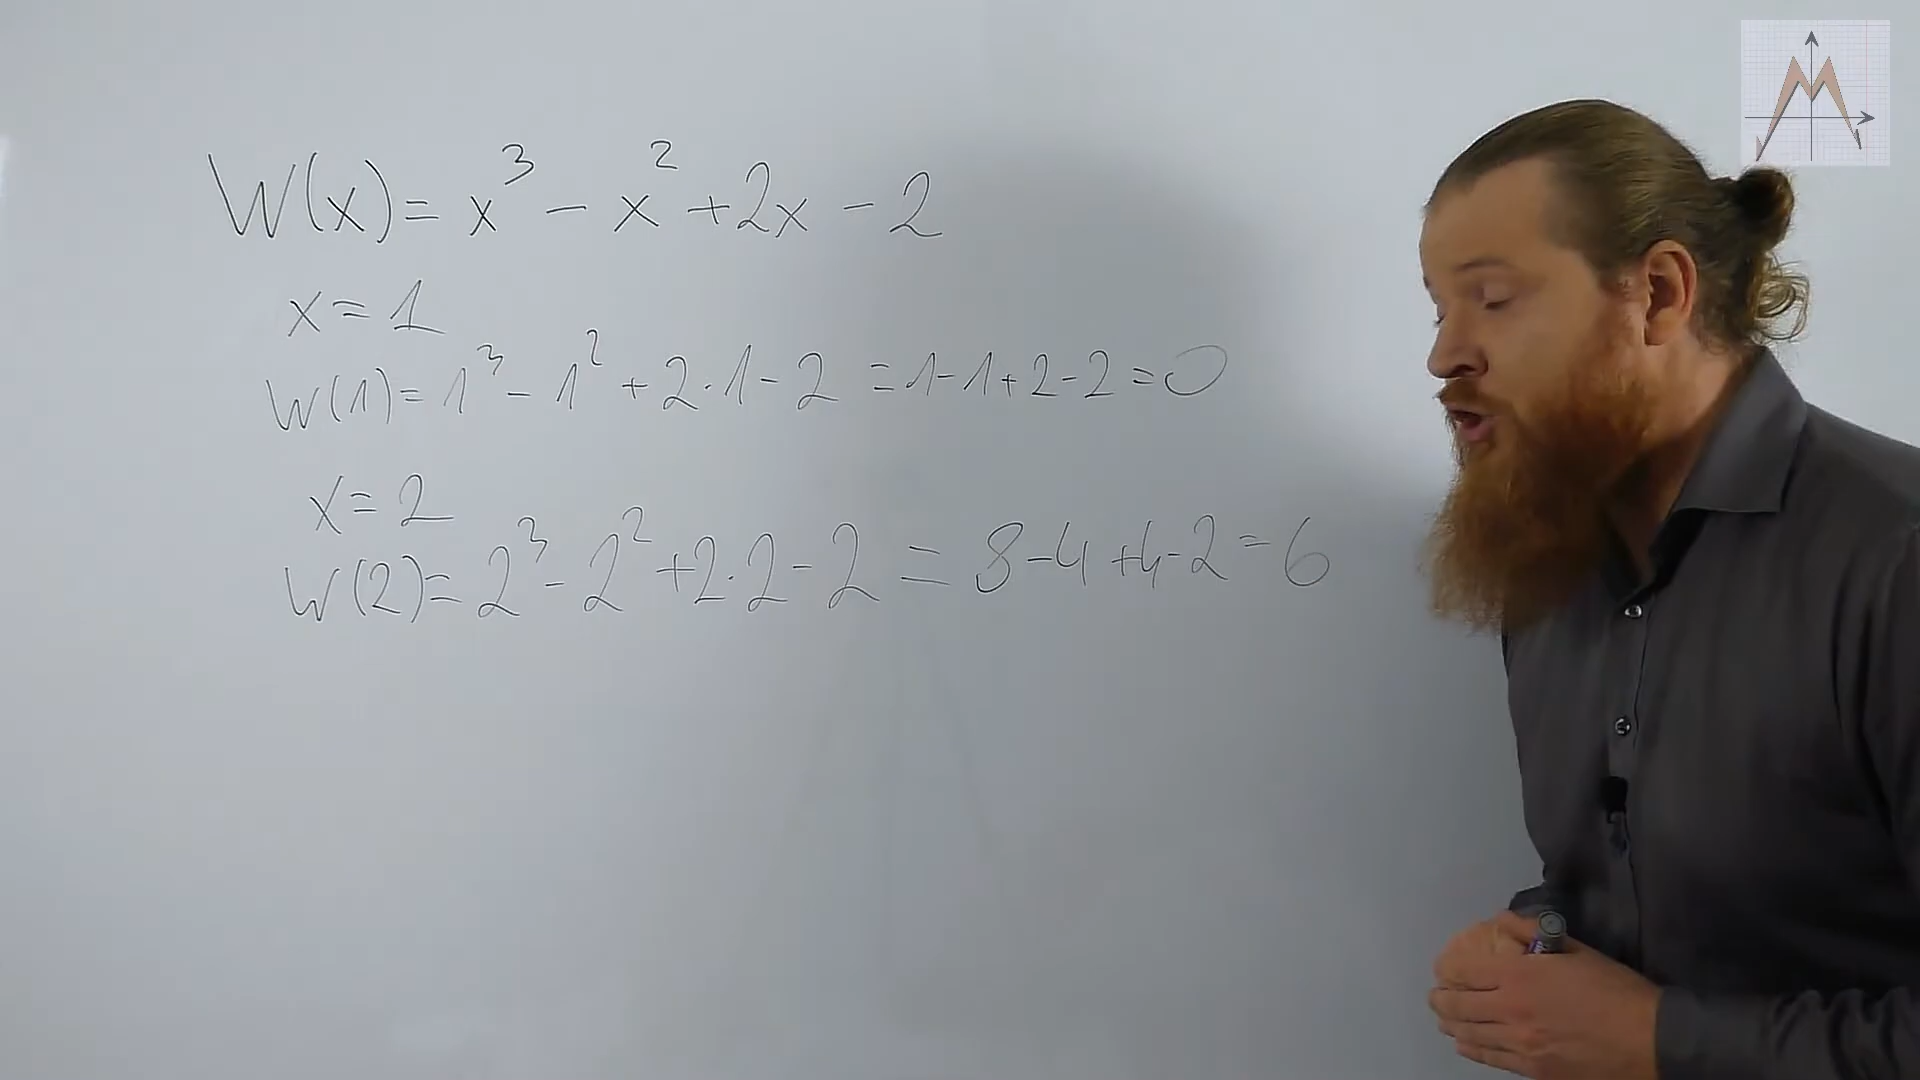 W(x) = x³ - x² + 2x - 2
x = 1
W(1) = 1³ - 1² + 2·1 - 2 = 1-1+2-2=0
x = 2
W(2) = 2³ - 2² + 2·2 - 2 = 8-4+4-2=6